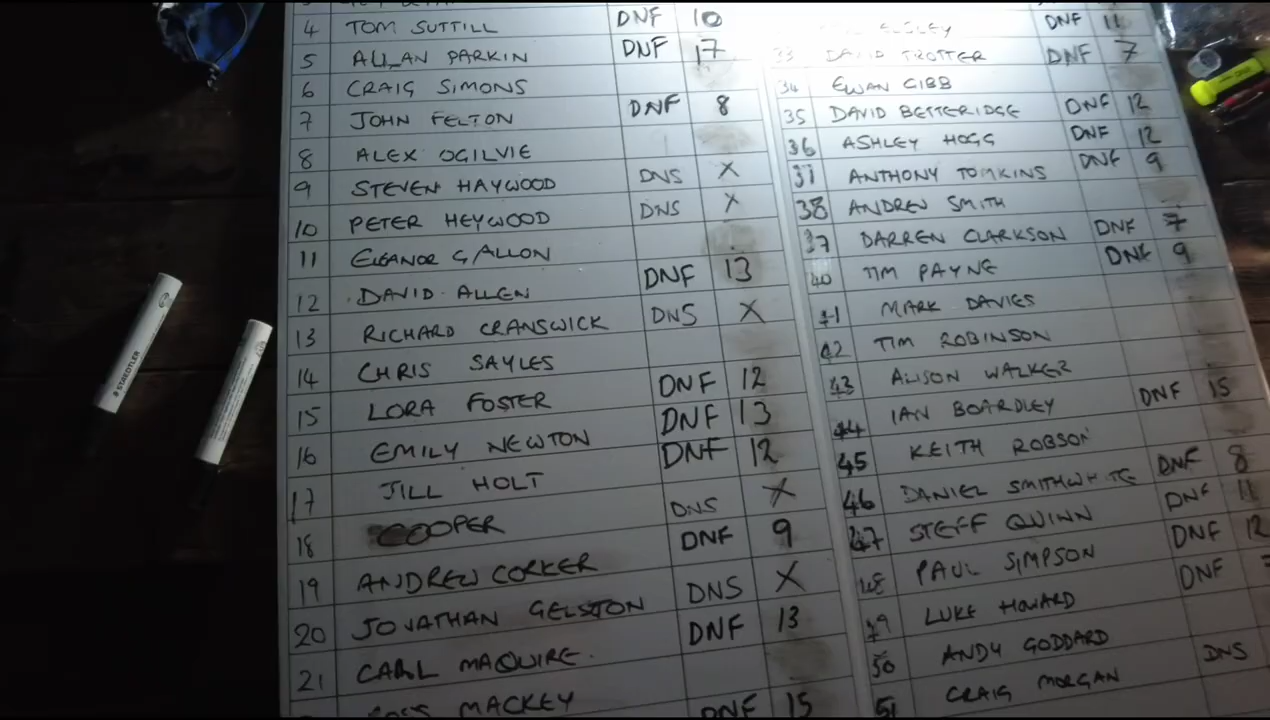 4 TOM SUTTILL DNF 10
5 ALLAN PARKIN DNF 17
6 CRAIG SIMONS
7 JOHN FELTON DNF 8
8 ALEX OGILVIE
9 STEVEN HAYWOOD DNS X
10 PETER HEYWOOD DNS X
11 ELEANOR GALLON
12 DAVID ALLEN DNF 13
13 RICHARD CRANSWICK DNS X
14 CHRIS SAYLES
15 LORA FOSTER DNF 12
16 EMILY NEWTON DNF 13
17 JILL HOLT DNF 12
18 COOPER DNS X
19 ANDREW CORKER DNF 9
20 JONATHAN GELSTON DNS X
21 CARL MAQUIRE DNF 13
MACKEY
DNF 15
DNF 11
33 DAVID TROTTER DNF 7
34 EWAN GIBB
35 DAVID BETTERIDGE DNF 12
36 ASHLEY HOGG DNF 12
37 ANTHONY TOMKINS DNF 9
38 ANDREW SMITH
37 DARREN CLARKSON DNF 7
40 TIM PAYNE DNF 9
41 MARK DAVIES
42 TIM ROBINSON
43 ALISON WALKER
44 IAN BOARDLEY DNF 15
45 KEITH ROBSON
46 DANIEL SMITHWHITE DNF 8
47 STEFF QUINN DNF 11
48 PAUL SIMPSON DNF 12
49 LUKE HOWARD DNF
50 ANDY GODDARD
51 CRAIG MORGAN DNS
STAEDTLER